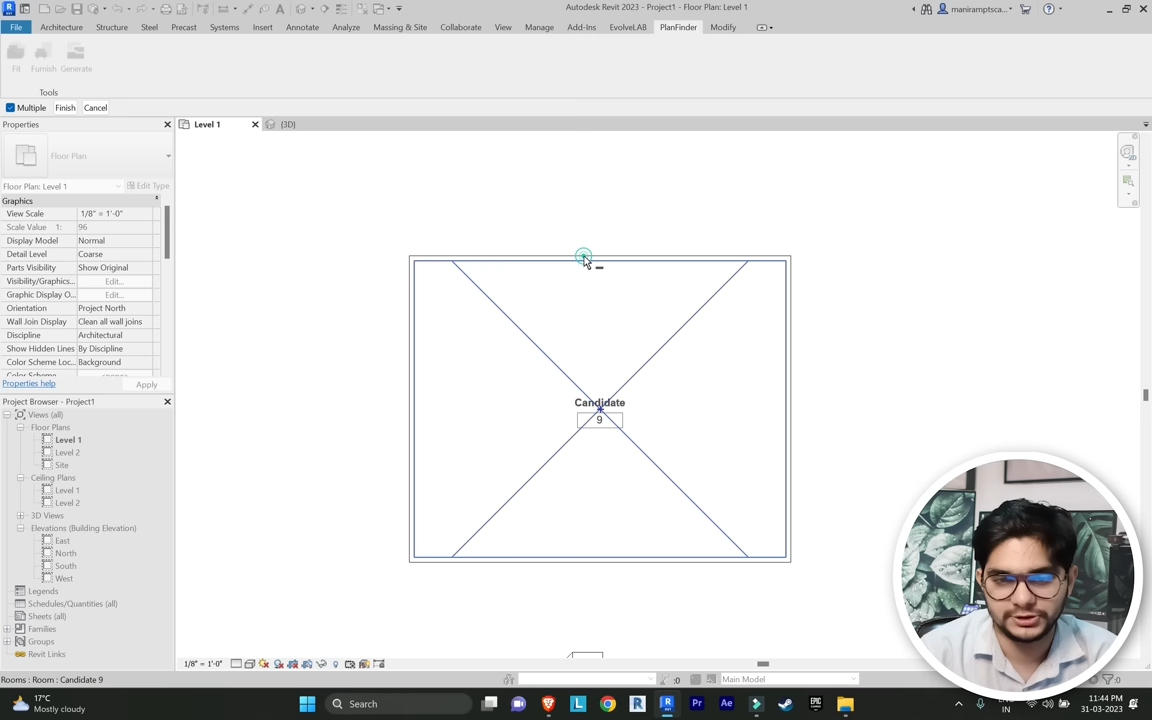 Autodesk Revit 2023 - Project1 - Floor Plan: Level 1
maniramptsca...
File Architecture Structure Steel Precast Systems Insert Annotate Analyze Massing & Site Collaborate View Manage Add-Ins EvolveLAB PlanFinder Modify
Fit Furnish Generate
Tools
Multiple Finish Cancel
Properties
Level 1
{3D}
Floor Plan
Floor Plan: Level 1
Edit Type
Graphics
View Scale 1/8" = 1'-0"
Scale Value 1: 96
Display Model Normal
Detail Level Coarse
Parts Visibility Show Original
Visibility/Graphics... Edit...
Graphic Display O... Edit...
Orientation Project North
Wall Join Display Clean all wall joins
Discipline Architectural
Show Hidden Lines By Discipline
Color Scheme Loc... Background
Properties help Apply
Project Browser - Project1
Views (all)
Floor Plans
Level 1
Level 2
Site
Ceiling Plans
Level 1
Level 2
3D Views
Elevations (Building Elevation)
East
North
South
West
Legends
Schedules/Quantities (all)
Sheets (all)
Families
Groups
Revit Links
Candidate
9
2D
1/8" = 1'-0"
Rooms : Room : Candidate 9
:0
Main Model
:0
17°C
Mostly cloudy
Search
ENG
IN
11:44 PM
31-03-2023